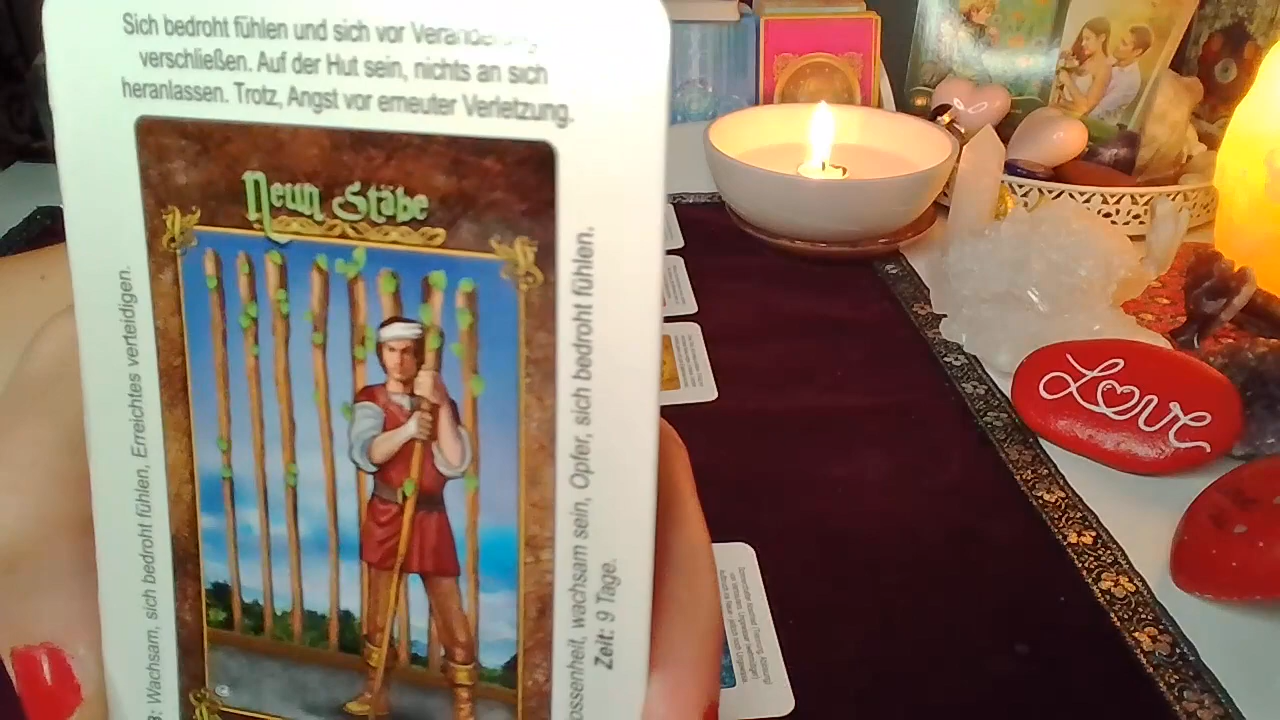 Sich bedroht fühlen und sich vor
verschließen. Auf der Hut sein, nichts an sich
heranlassen. Trotz, Angst vor erneuter Verletzung.
Neun Stäbe
Wachsam, sich bedroht fühlen, Erreichtes verteidigen.
wachsam sein, Opfer, sich bedroht fühlen.
Zeit: 9 Tage.
Love